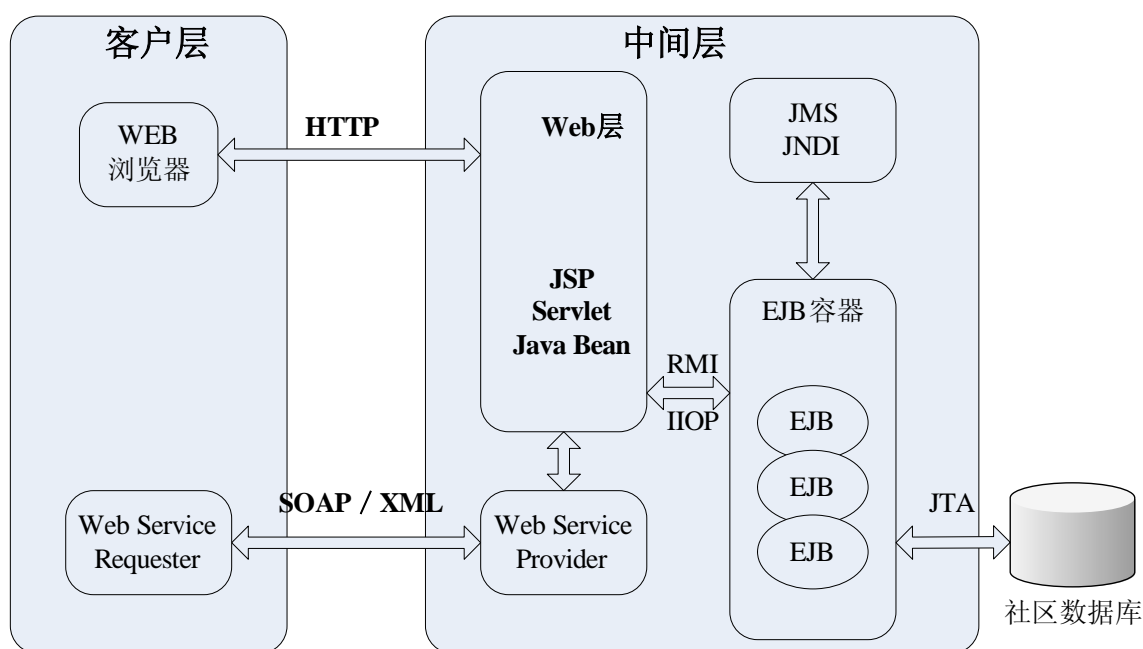 客户层
中间层
WEB
浏览器
HTTP
Web层
JMS
JNDI
JSP
Servlet
Java Bean
EJB容器
RMI
IIOP
EJB
EJB
EJB
SOAP / XML
Web Service
Requester
Web Service
Provider
JTA
社区数据库